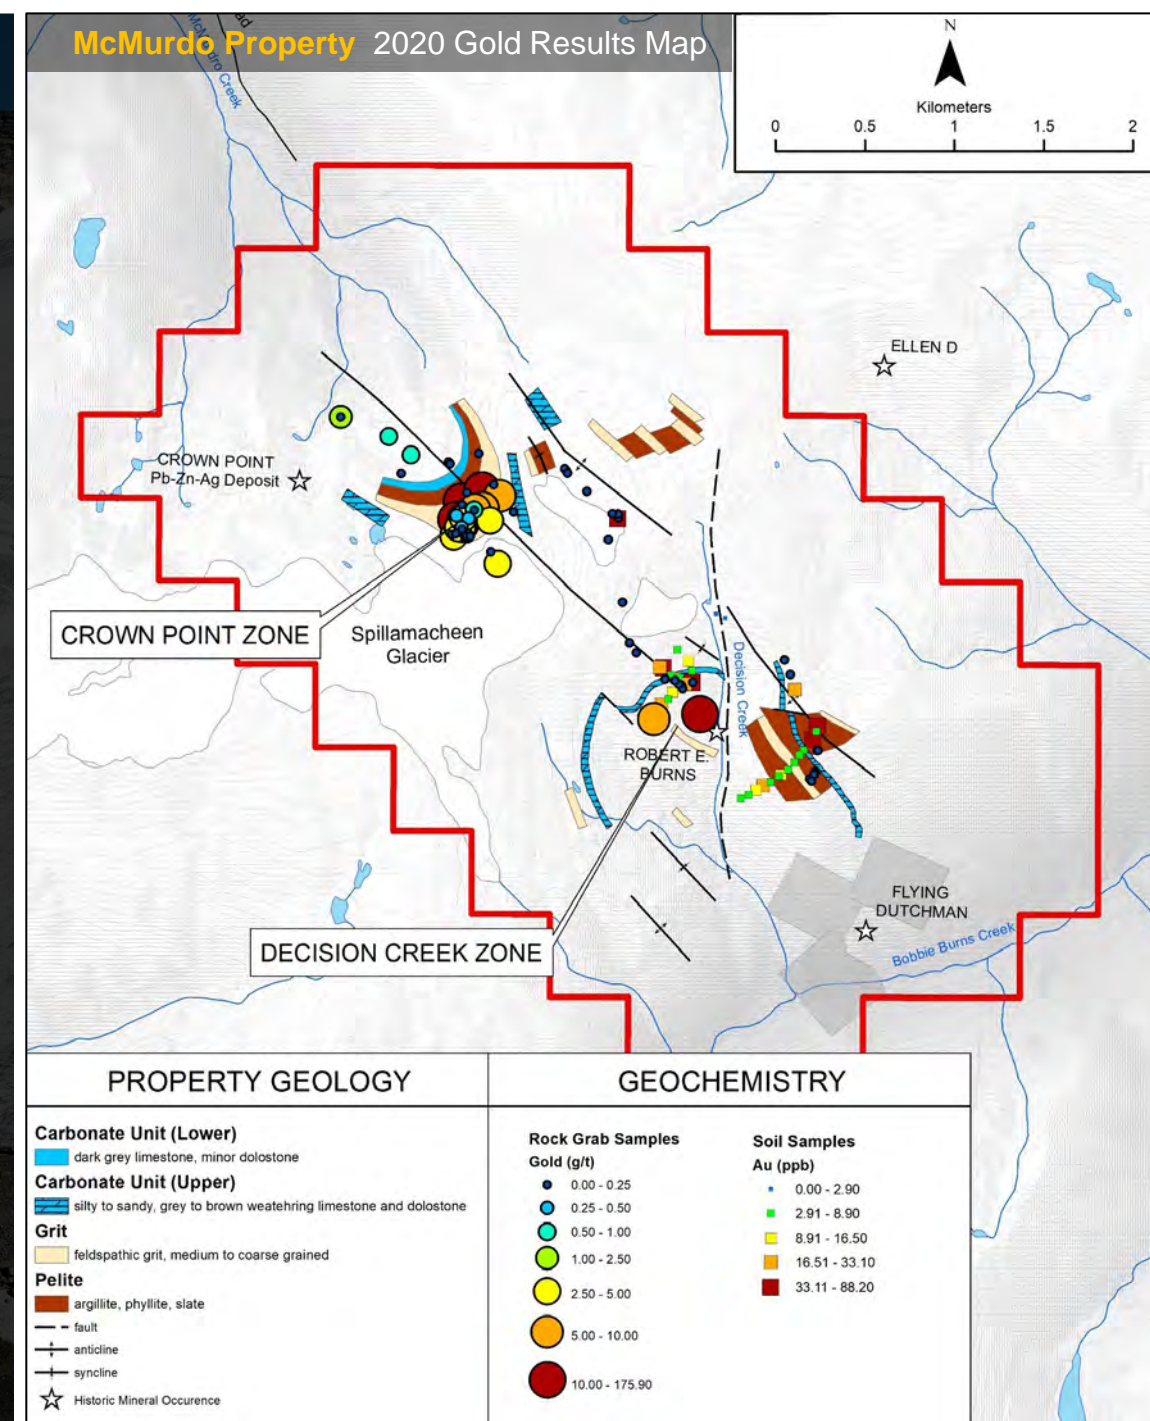 McMurdo Property 2020 Gold Results Map
ad
McMurdro Creek
N
Kilometers
0 0.5 1 1.5 2
ELLEN D
CROWN POINT
Pb-Zn-Ag Deposit
CROWN POINT ZONE
Spillamacheen
Glacier
Decision Creek
ROBERT E.
BURNS
DECISION CREEK ZONE
FLYING
DUTCHMAN
Bobbie Burns Creek
PROPERTY GEOLOGY
Carbonate Unit (Lower)
dark grey limestone, minor dolostone
Carbonate Unit (Upper)
silty to sandy, grey to brown weatehring limestone and dolostone
Grit
feldspathic grit, medium to coarse grained
Pelite
argillite, phyllite, slate
fault
anticline
syncline
Historic Mineral Occurence
GEOCHEMISTRY
Rock Grab Samples
Gold (g/t)
0.00 - 0.25
0.25 - 0.50
0.50 - 1.00
1.00 - 2.50
2.50 - 5.00
5.00 - 10.00
10.00 - 175.90
Soil Samples
Au (ppb)
0.00 - 2.90
2.91 - 8.90
8.91 - 16.50
16.51 - 33.10
33.11 - 88.20